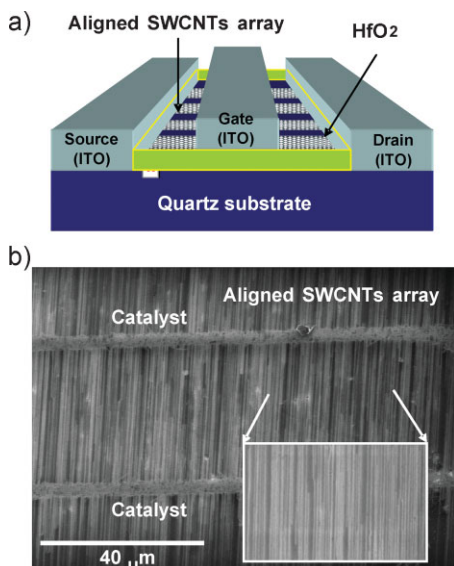 a)
Aligned SWCNTs array
HfO2
Source
(ITO)
Gate
(ITO)
Drain
(ITO)
Quartz substrate
b)
Aligned SWCNTs array
Catalyst
Catalyst
40 μm